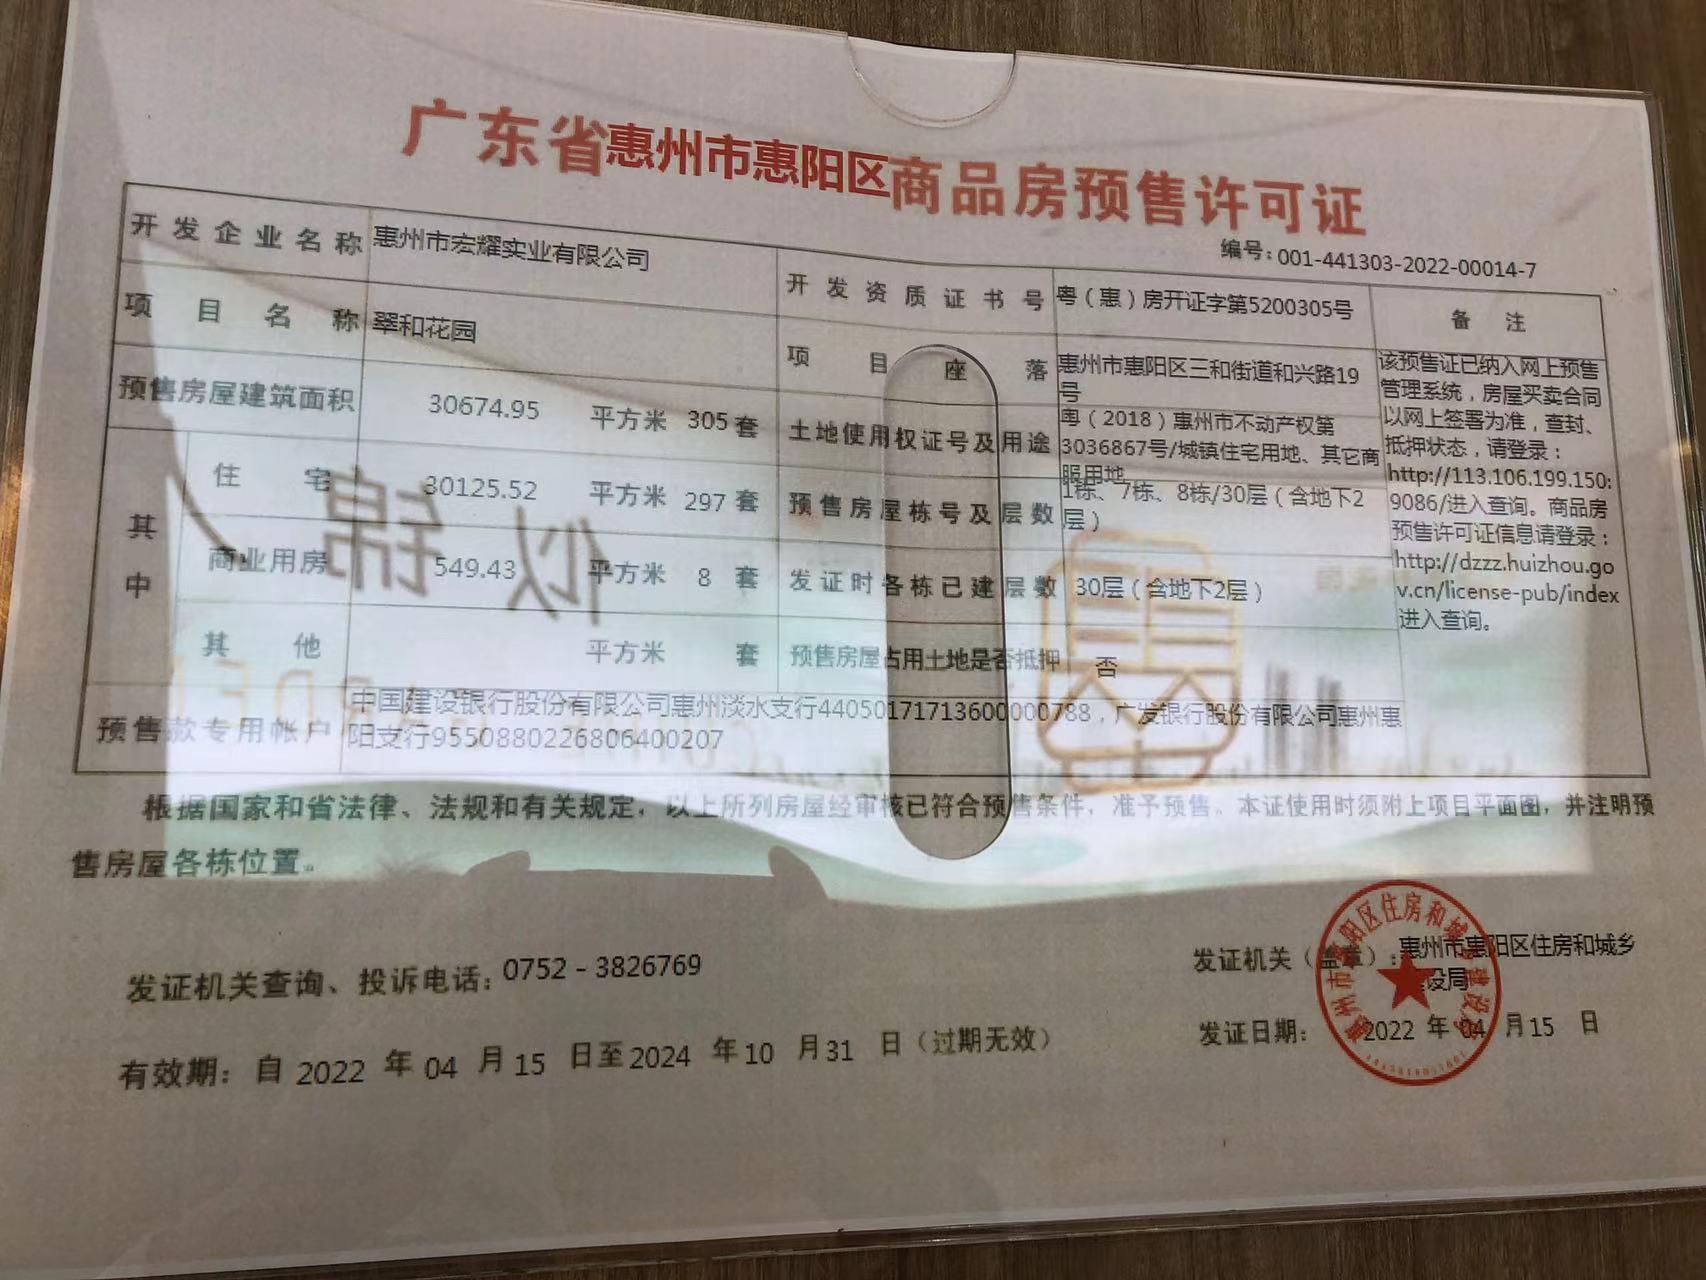 广东省惠州市惠阳区商品房预售许可证
编号:001-441303-2022-00014-7
开发企业名称 惠州市宏耀实业有限公司 开发资质证书号 粤（惠）房开证字第5200305号 备注
项目名称 翠和花园 项目座落 惠州市惠阳区三和街道和兴路19
号
预售房屋建筑面积 30674.95 平方米 305 套 土地使用权证号及用途 粤（2018）惠州市不动产权第
3036867号/城镇住宅用地、其它商
服用地
其中 住宅 30125.52 平方米 297 套 预售房屋栋号及层数 1栋、7栋、8栋/30层（含地下2
层）
商业用房 549.43 平方米 8 套 发证时各栋已建层数 30层（含地下2层）
其他 平方米 套 预售房屋占用土地是否抵押 否
该预售证已纳入网上预售
管理系统，房屋买卖合同
以网上签署为准，查封、
抵押状态，请登录：
http://113.106.199.150:
9086/进入查询。商品房
预售许可证信息请登录：
http://dzzz.huizhou.go
v.cn/license-pub/index
进入查询。
预售款专用帐户 中国建设银行股份有限公司惠州淡水支行44050171713600000788，广发银行股份有限公司惠州惠
阳支行9550880226806400207
根据国家和省法律、法规和有关规定，以上所列房屋经审核已符合预售条件，准予预售。本证使用时须附上项目平面图，并注明预
售房屋各栋位置。
发证机关查询、投诉电话：0752－3826769
发证机关（盖章）：惠州市惠阳区住房和城乡
建设局
有效期：自 2022 年 04 月 15 日至 2024 年 10 月 31 日（过期无效）
发证日期：2022 年 04 月 15 日
惠州市惠阳区住房和城乡建设局
似锦